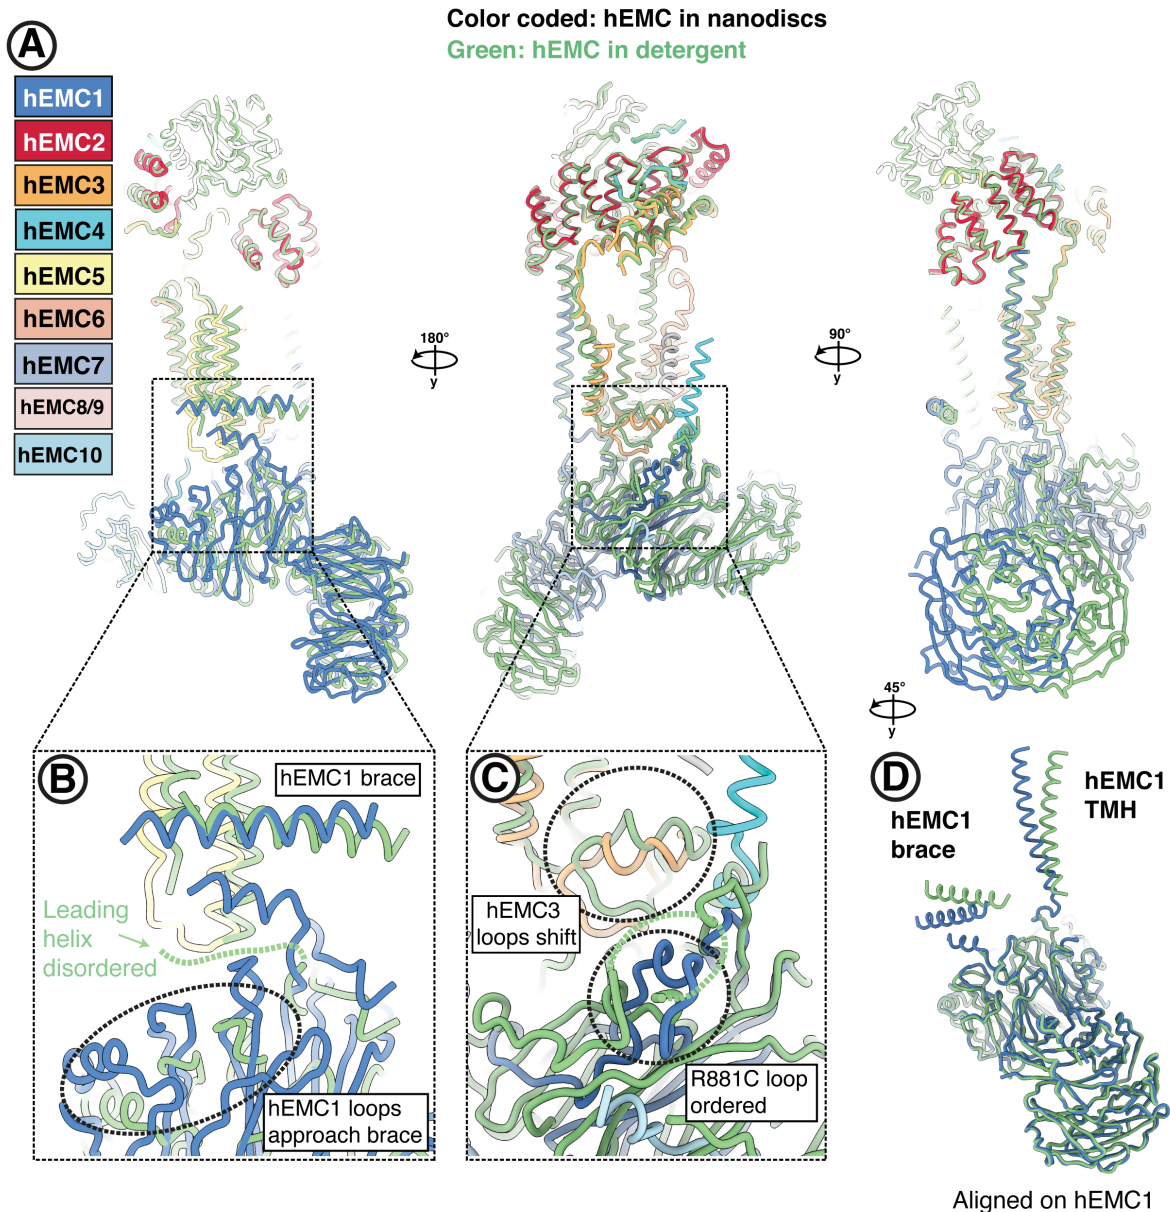 Color coded: hEMC in nanodiscs
Green: hEMC in detergent
A
hEMC1
hEMC2
hEMC3
hEMC4
hEMC5
hEMC6
hEMC7
hEMC8/9
hEMC10
180°
y
90°
y
45°
y
B
hEMC1 brace
Leading
helix
disordered
hEMC1 loops
approach brace
C
hEMC3
loops shift
R881C loop
ordered
D
hEMC1
TMH
hEMC1
brace
Aligned on hEMC1